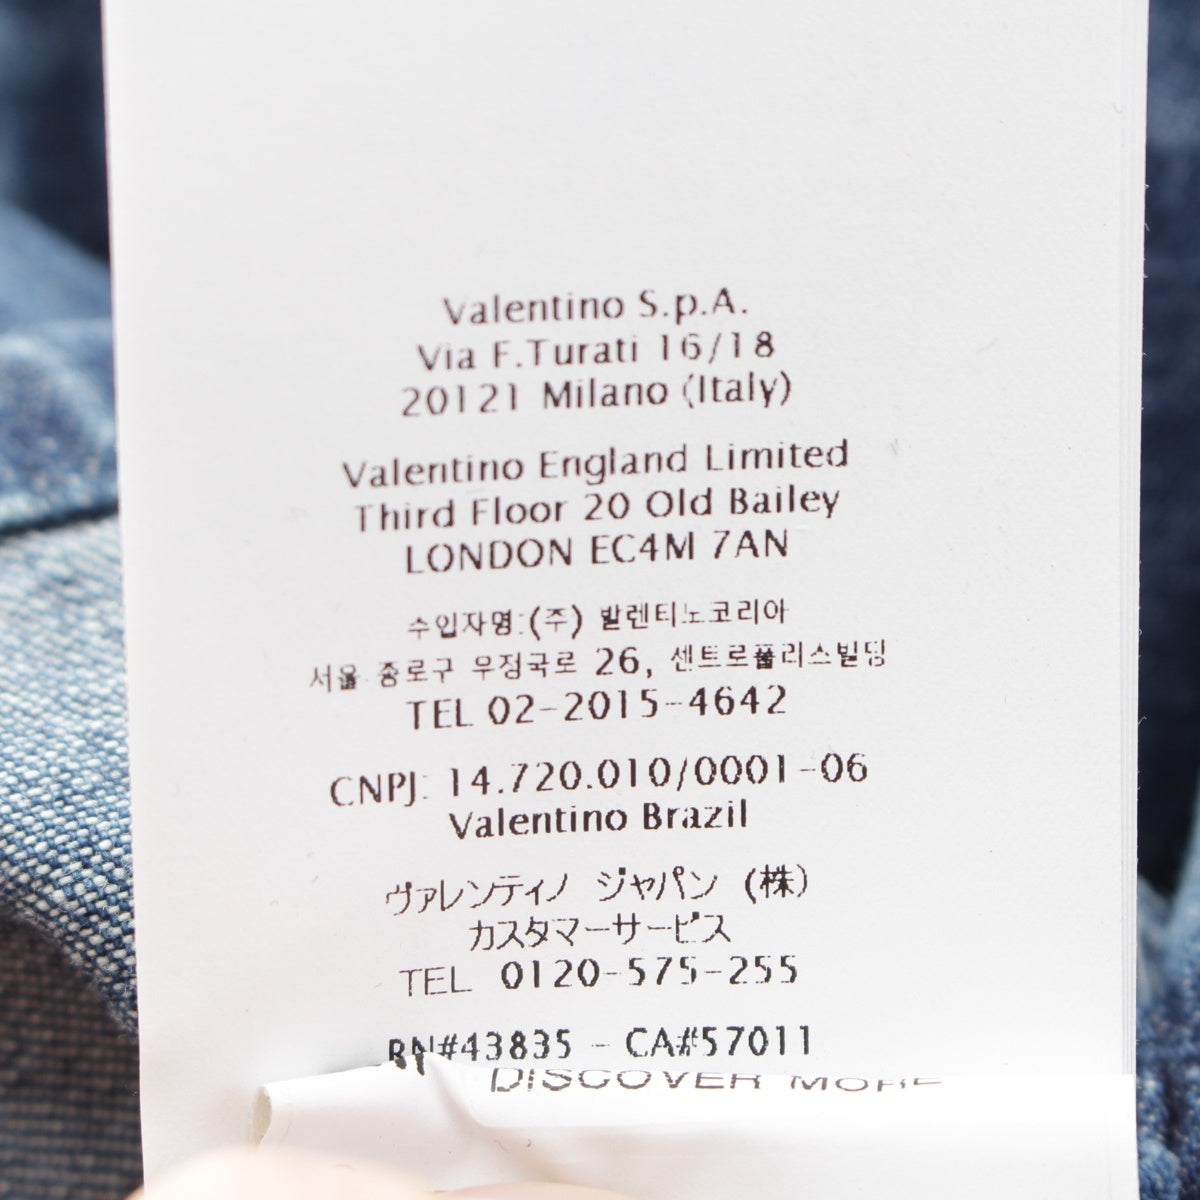 Valentino S.p.A.
Via F.Turati 16/18
20121 Milano (Italy)
Valentino England Limited
Third Floor 20 Old Bailey
LONDON EC4M 7AN
수입자명:(주) 발렌티노코리아
서울 종로구 우정국로 26, 센트로폴리스빌딩
TEL 02-2015-4642
CNPJ: 14.720.010/0001-06
Valentino Brazil
ヴァレンティノ ジャパン (株)
カスタマーサービス
TEL 0120-575-255
RN#43835 - CA#57011
DISCOVER MORE